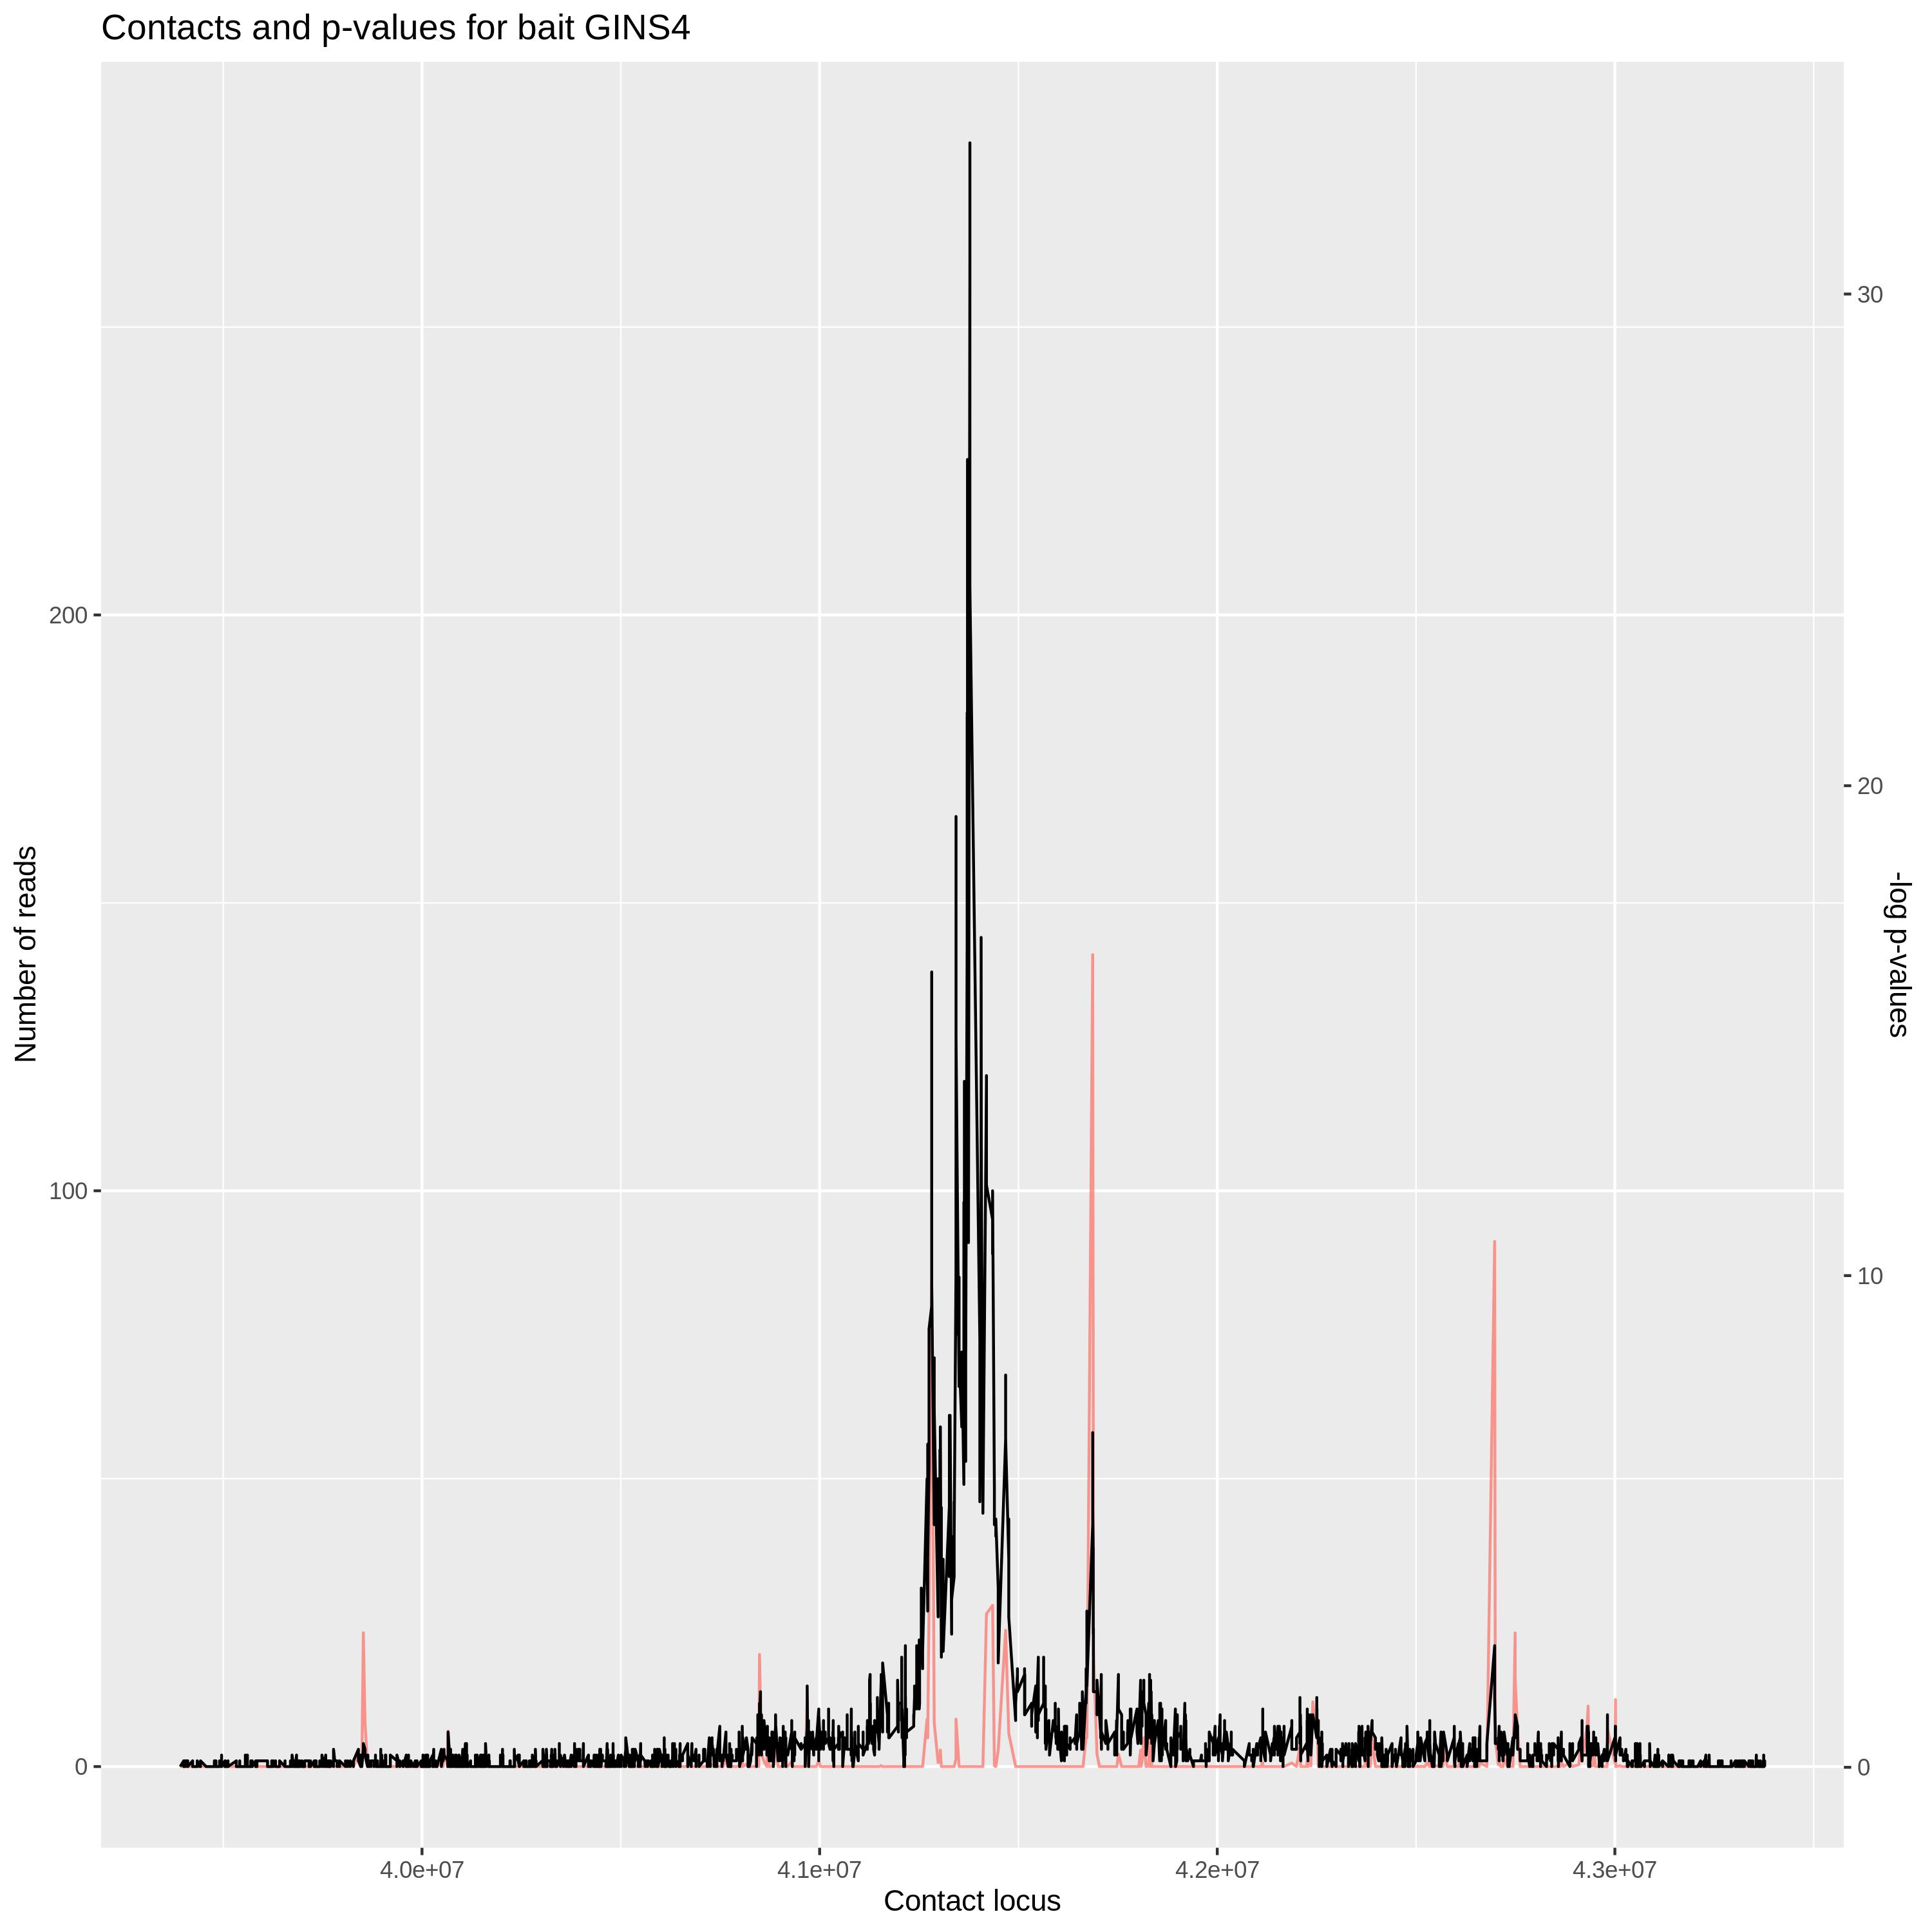 Contacts and p-values for bait GINS4
Number of reads
200
100
0
30
20
10
0
-log p-values
4.0e+07
4.1e+07
4.2e+07
4.3e+07
Contact locus